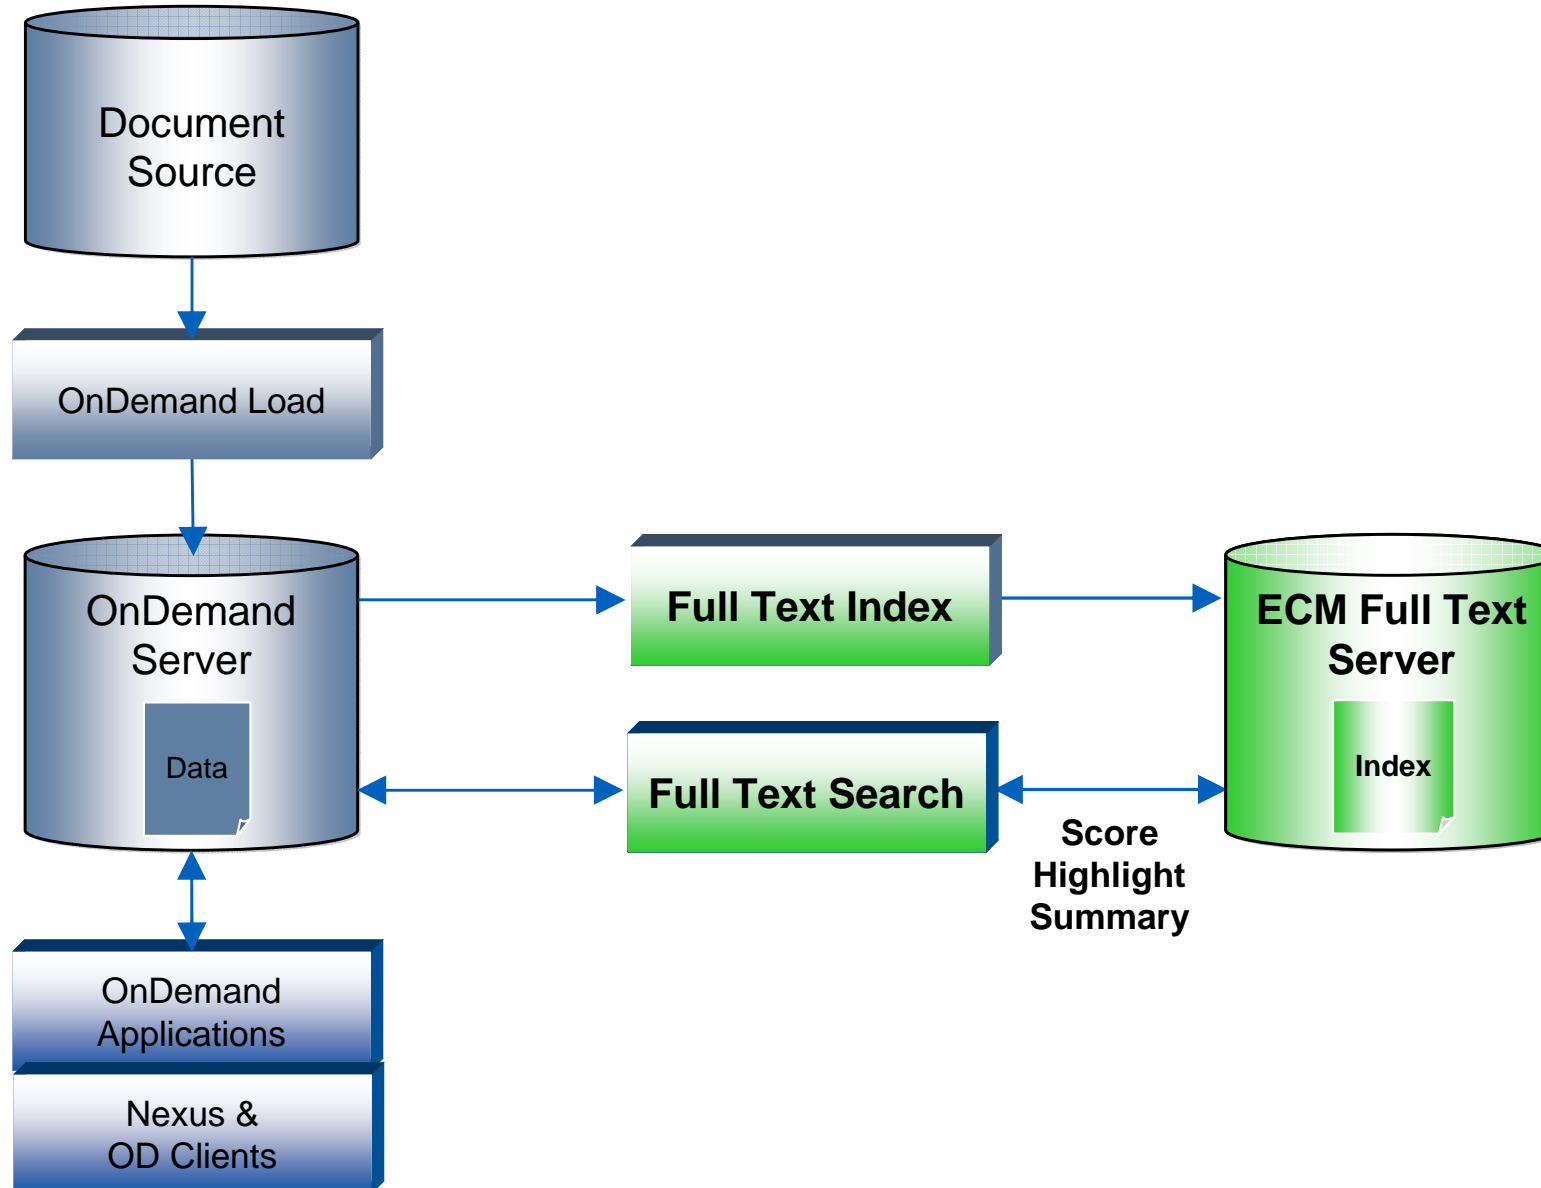 Document
Source
OnDemand Load
OnDemand
Server
Data
Full Text Index
Full Text Search
ECM Full Text
Server
Index
Score
Highlight
Summary
OnDemand
Applications
Nexus &
OD Clients